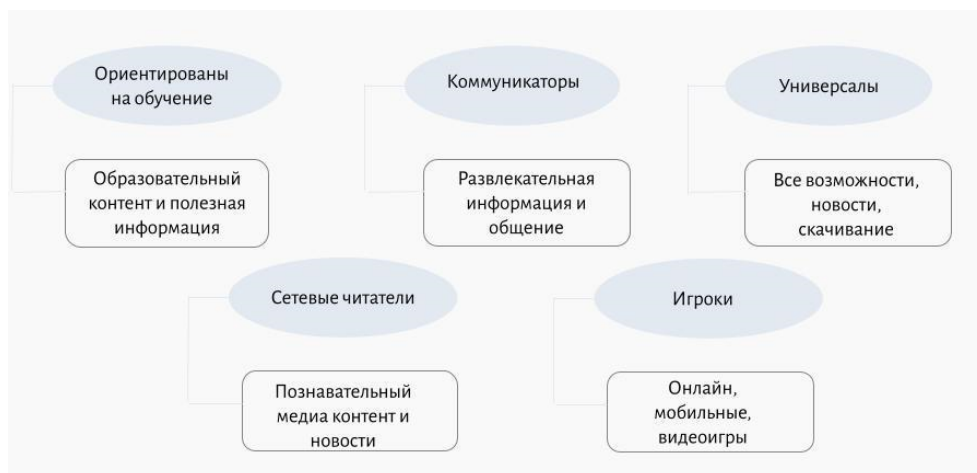 Ориентированы
на обучение
Образовательный
контент и полезная
информация
Коммуникаторы
Развлекательная
информация и
общение
Универсалы
Все возможности,
новости,
скачивание
Сетевые читатели
Познавательный
медиа контент и
новости
Игроки
Онлайн,
мобильные,
видеоигры